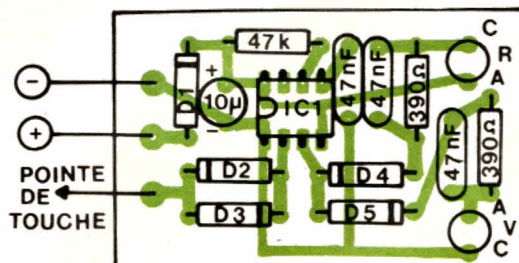 −
+
POINTE
DE
TOUCHE
47k
D1
+
10µ
−
IC1
47nF
47nF
390Ω
C
R
A
D2
D3
D4
D5
47nF
390Ω
A
V
C